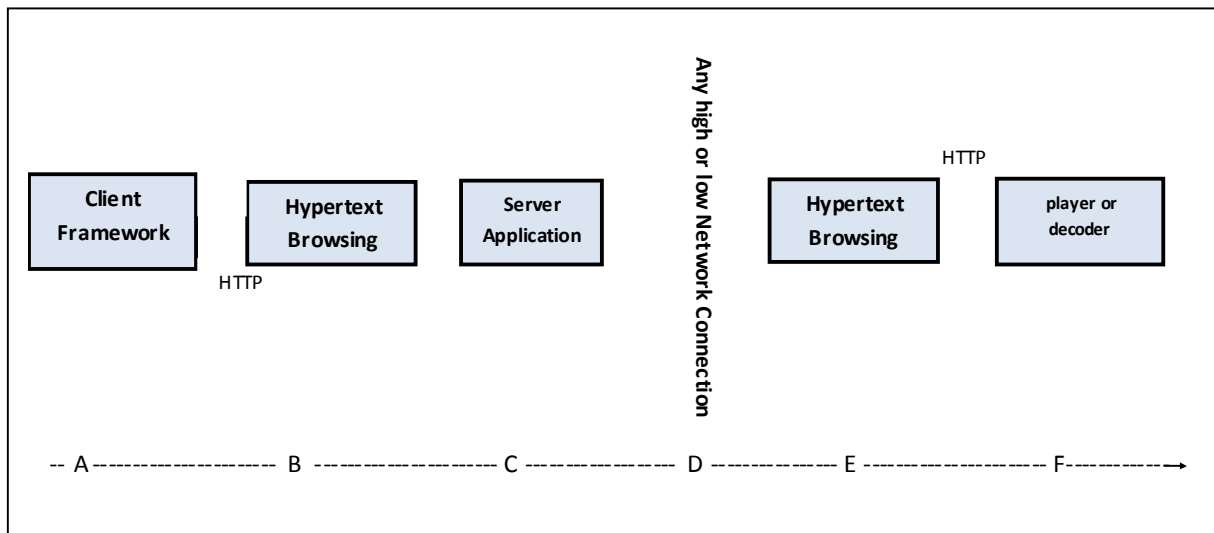 Any high or low Network Connection
HTTP
Client
Framework
Hypertext
Browsing
Server
Application
Hypertext
Browsing
player or
decoder
HTTP
-- A------------------------- B ------------------------- C ------------------- D ---------------- E ----------------------- F--------------